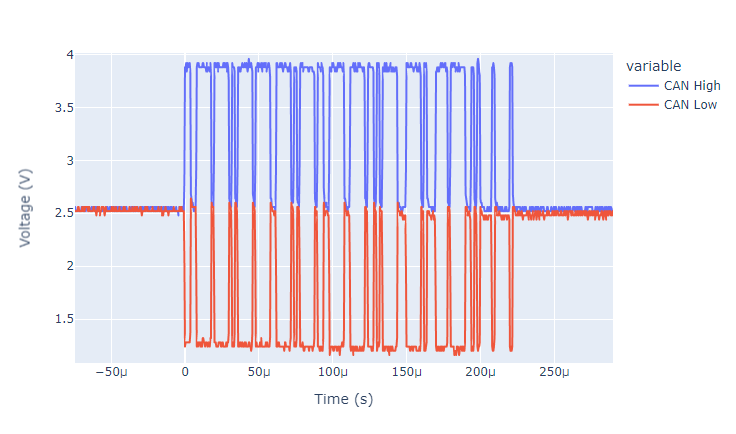 variable
CAN High
CAN Low
4
3.5
3
2.5
2
1.5
Voltage (V)
−50μ
0
50μ
100μ
150μ
200μ
250μ
Time (s)